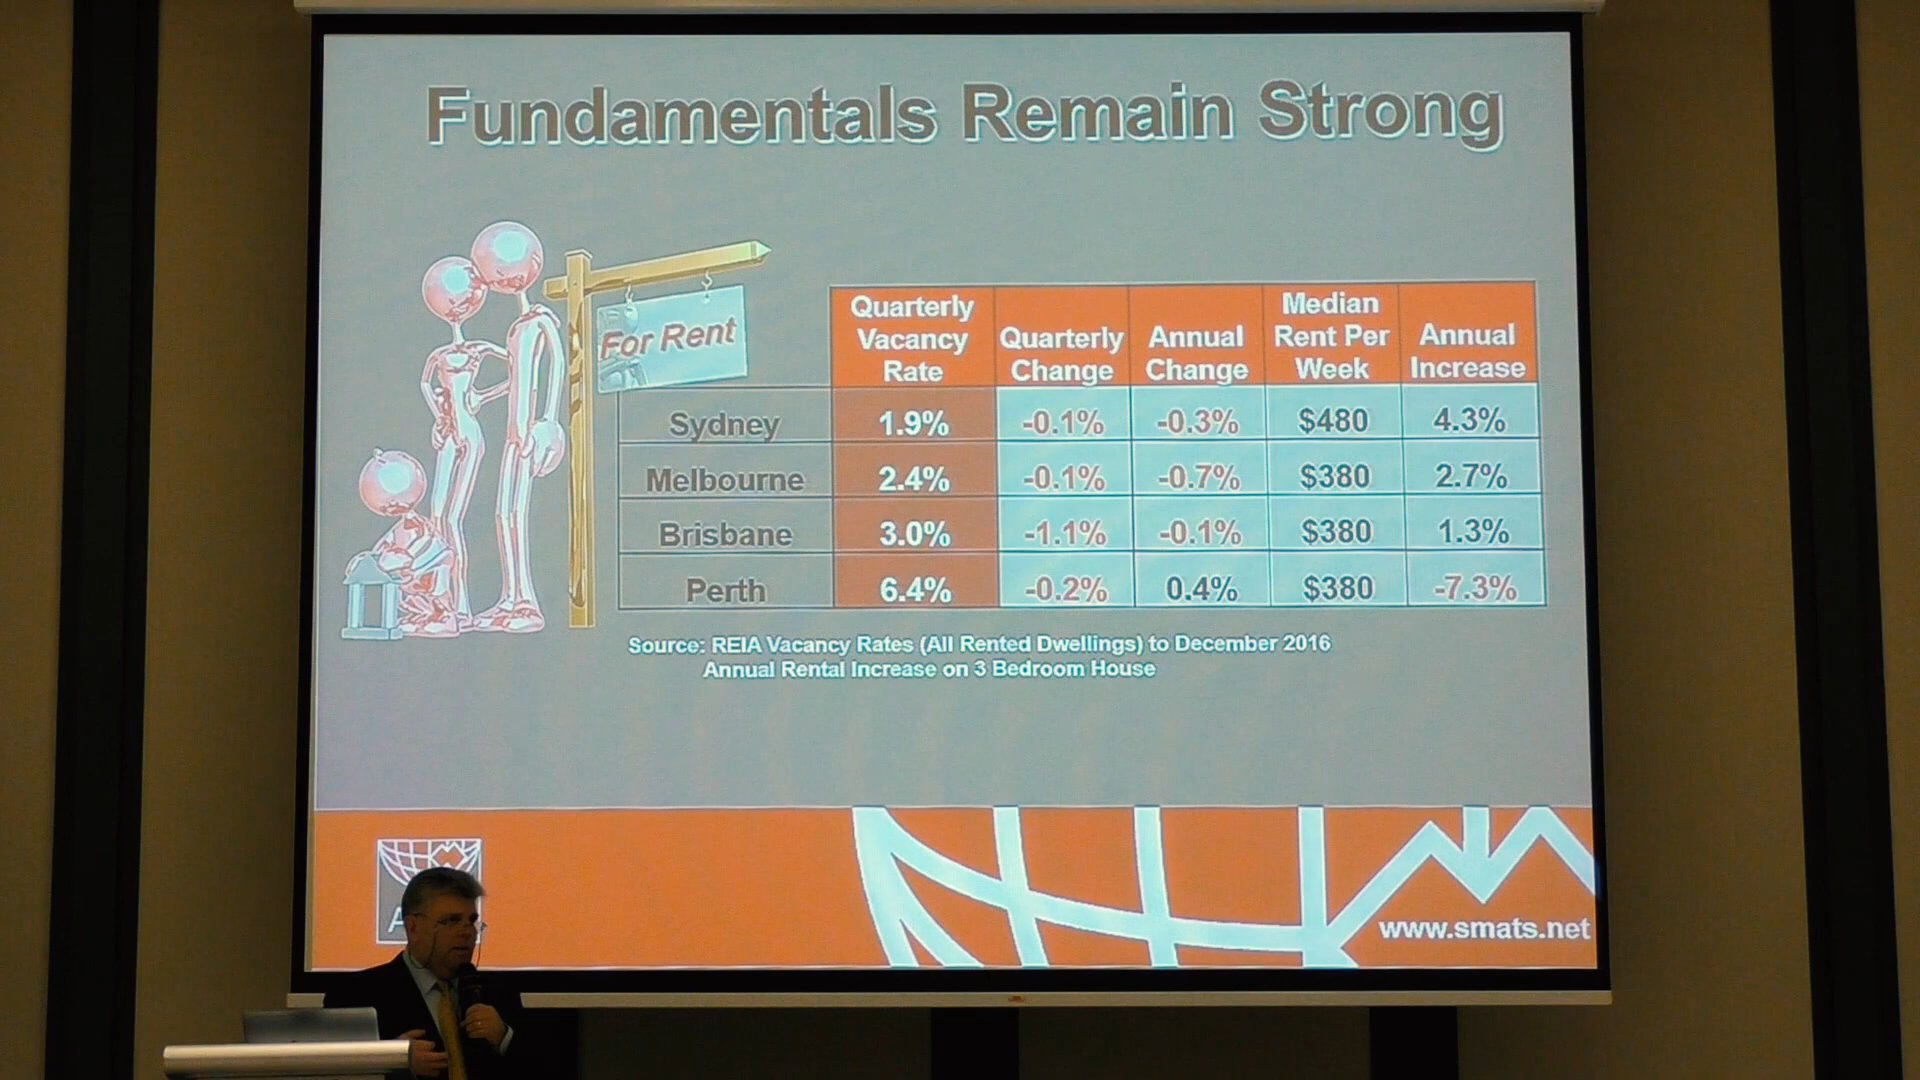 Fundamentals Remain Strong
For Rent
Quarterly Vacancy Rate Quarterly Change Annual Change Median Rent Per Week Annual Increase
Sydney 1.9% -0.1% -0.3% $480 4.3%
Melbourne 2.4% -0.1% -0.7% $380 2.7%
Brisbane 3.0% -1.1% -0.1% $380 1.3%
Perth 6.4% -0.2% 0.4% $380 -7.3%
Source: REIA Vacancy Rates (All Rented Dwellings) to December 2016
Annual Rental Increase on 3 Bedroom House
www.smats.net